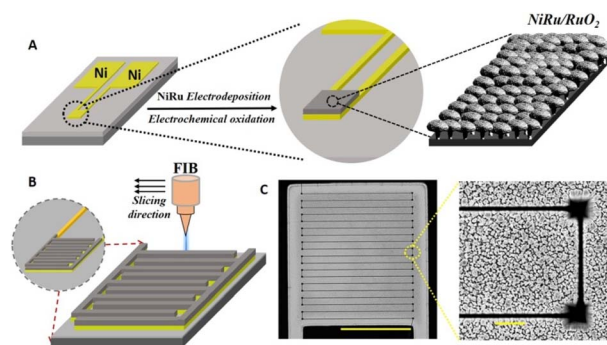 A
Ni
Ni
NiRu Electrodeposition
Electrochemical oxidation
NiRu/RuO2
B
FIB
Slicing
direction
C